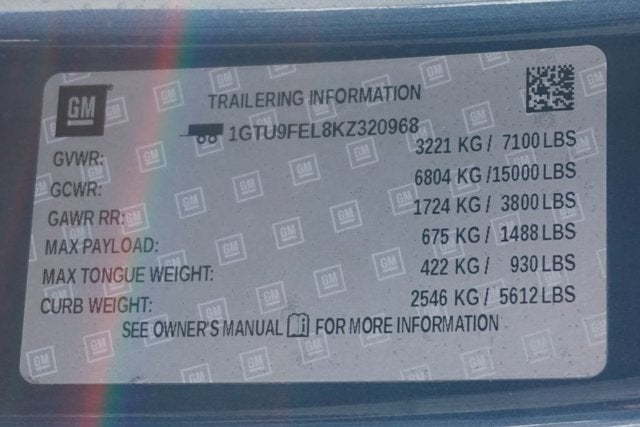 GM
TRAILERING INFORMATION
1GTU9FEL8KZ320968
GVWR: 3221 KG / 7100 LBS
GCWR: 6804 KG /15000 LBS
GAWR RR: 1724 KG / 3800 LBS
MAX PAYLOAD: 675 KG / 1488 LBS
MAX TONGUE WEIGHT: 422 KG / 930 LBS
CURB WEIGHT: 2546 KG / 5612 LBS
SEE OWNER'S MANUAL FOR MORE INFORMATION